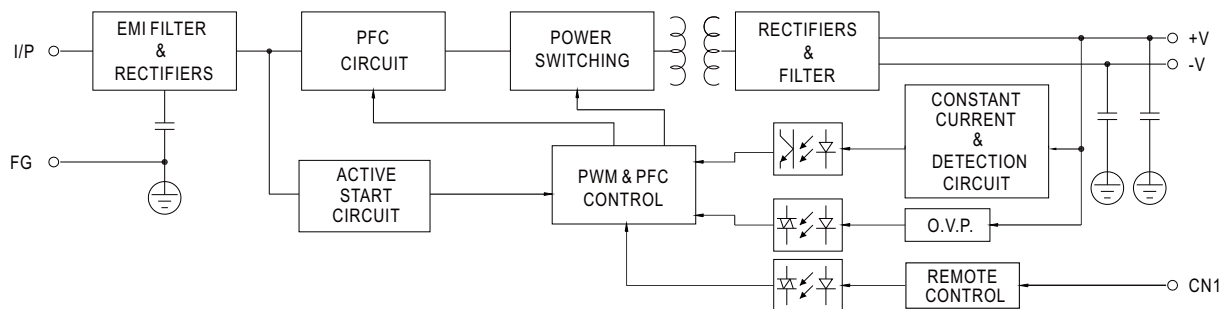 I/P
EMI FILTER
&
RECTIFIERS
PFC
CIRCUIT
POWER
SWITCHING
RECTIFIERS
&
FILTER
+V
-V
CONSTANT
CURRENT
&
DETECTION
CIRCUIT
FG
ACTIVE
START
CIRCUIT
PWM & PFC
CONTROL
O.V.P.
REMOTE
CONTROL
CN1